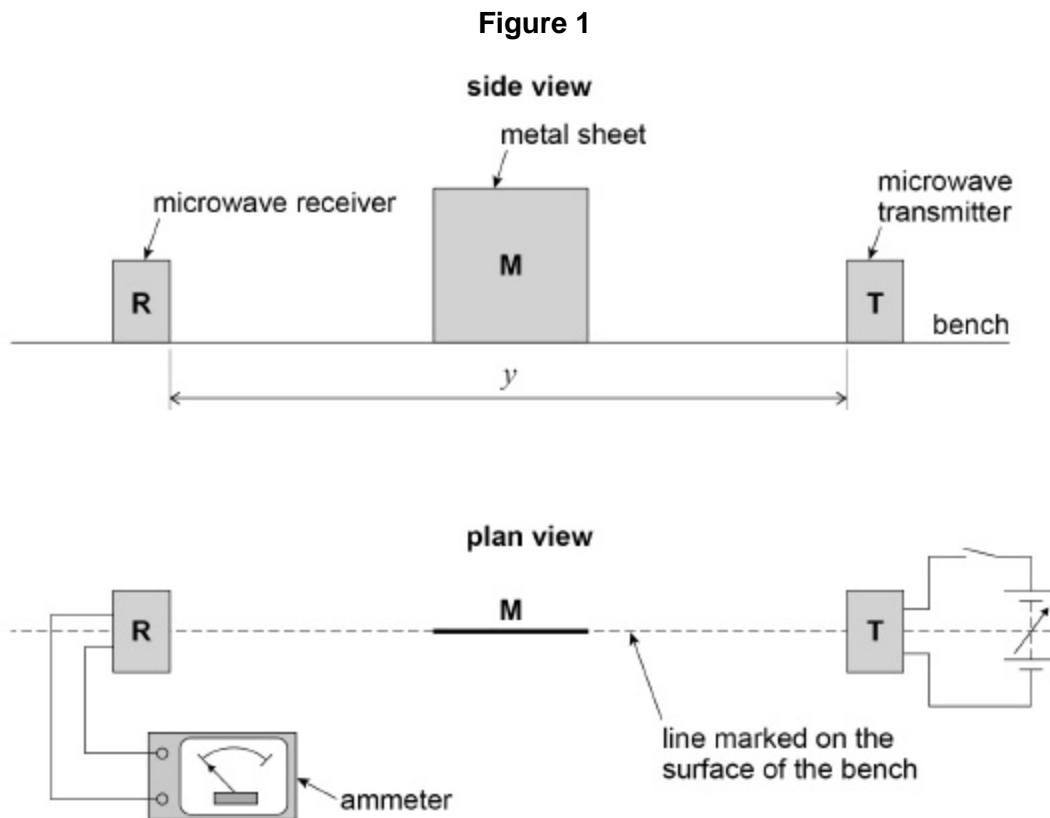 Figure 1
side view
metal sheet
microwave receiver
microwave
transmitter
R
M
T
bench
y
plan view
R
M
T
line marked on the
surface of the bench
ammeter